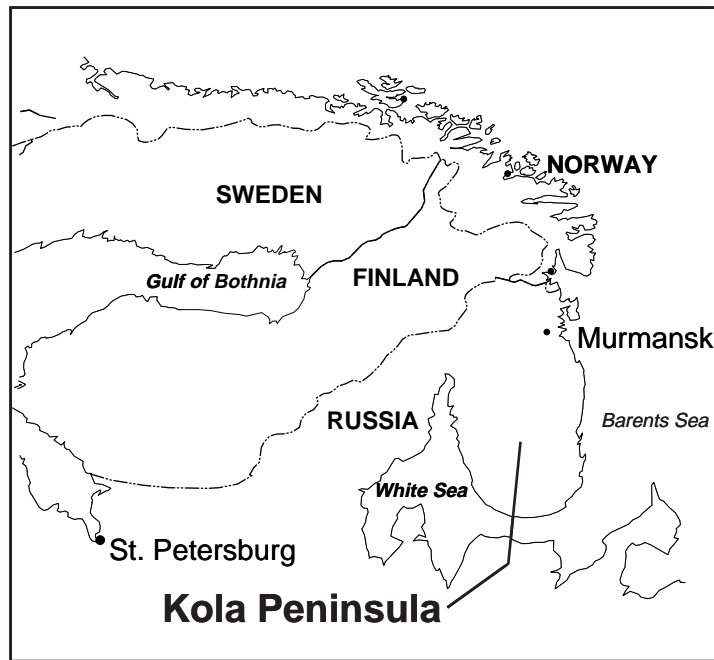 NORWAY
SWEDEN
Gulf of Bothnia
FINLAND
Murmansk
RUSSIA
Barents Sea
White Sea
St. Petersburg
Kola Peninsula